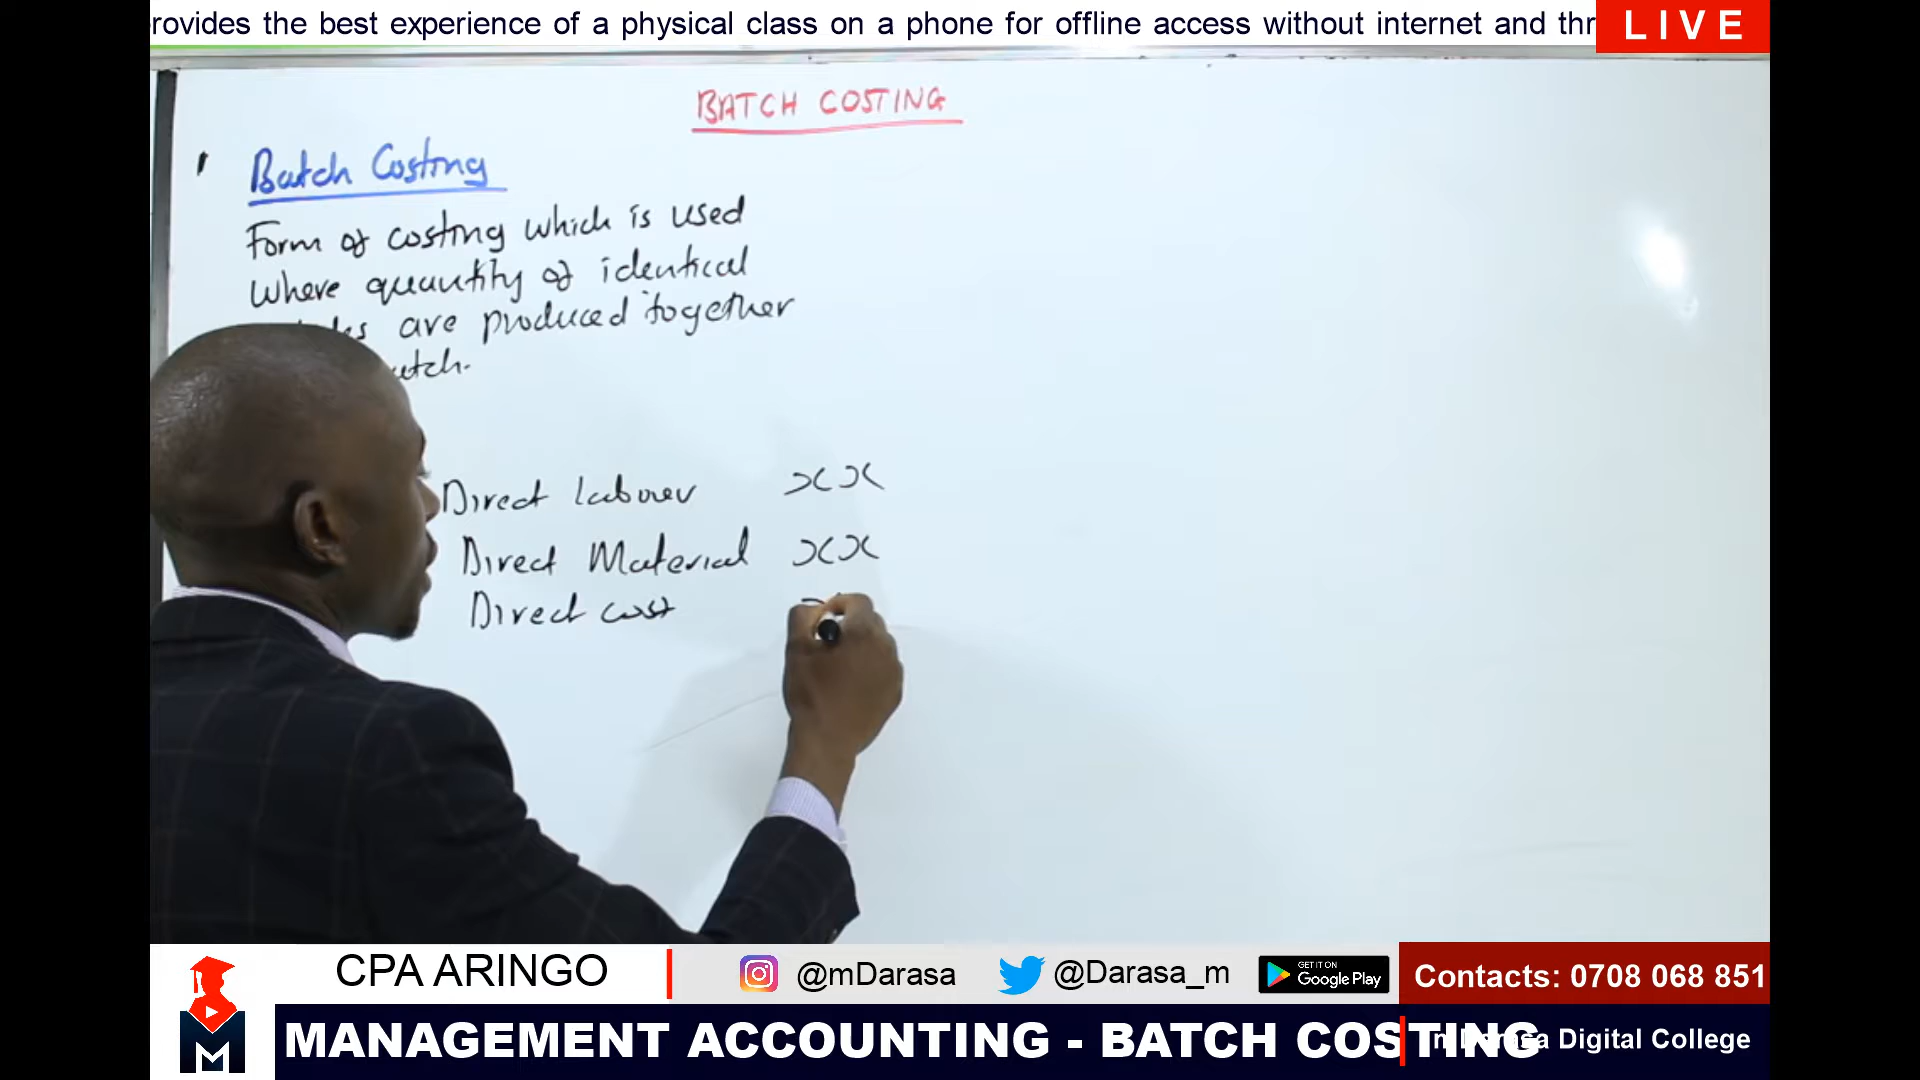 rovides the best experience of a physical class on a phone for offline access without internet and thr
LIVE
BATCH COSTING
Batch Costing
Form of costing which is used
where quantity of identical
are produced together
Direct labour xx
Direct Material xx
Direct cost
CPA ARINGO
@mDarasa
@Darasa_m
GET IT ON
Google Play
Contacts: 0708 068 851
MANAGEMENT ACCOUNTING - BATCH COSTING
Darasa Digital College
M